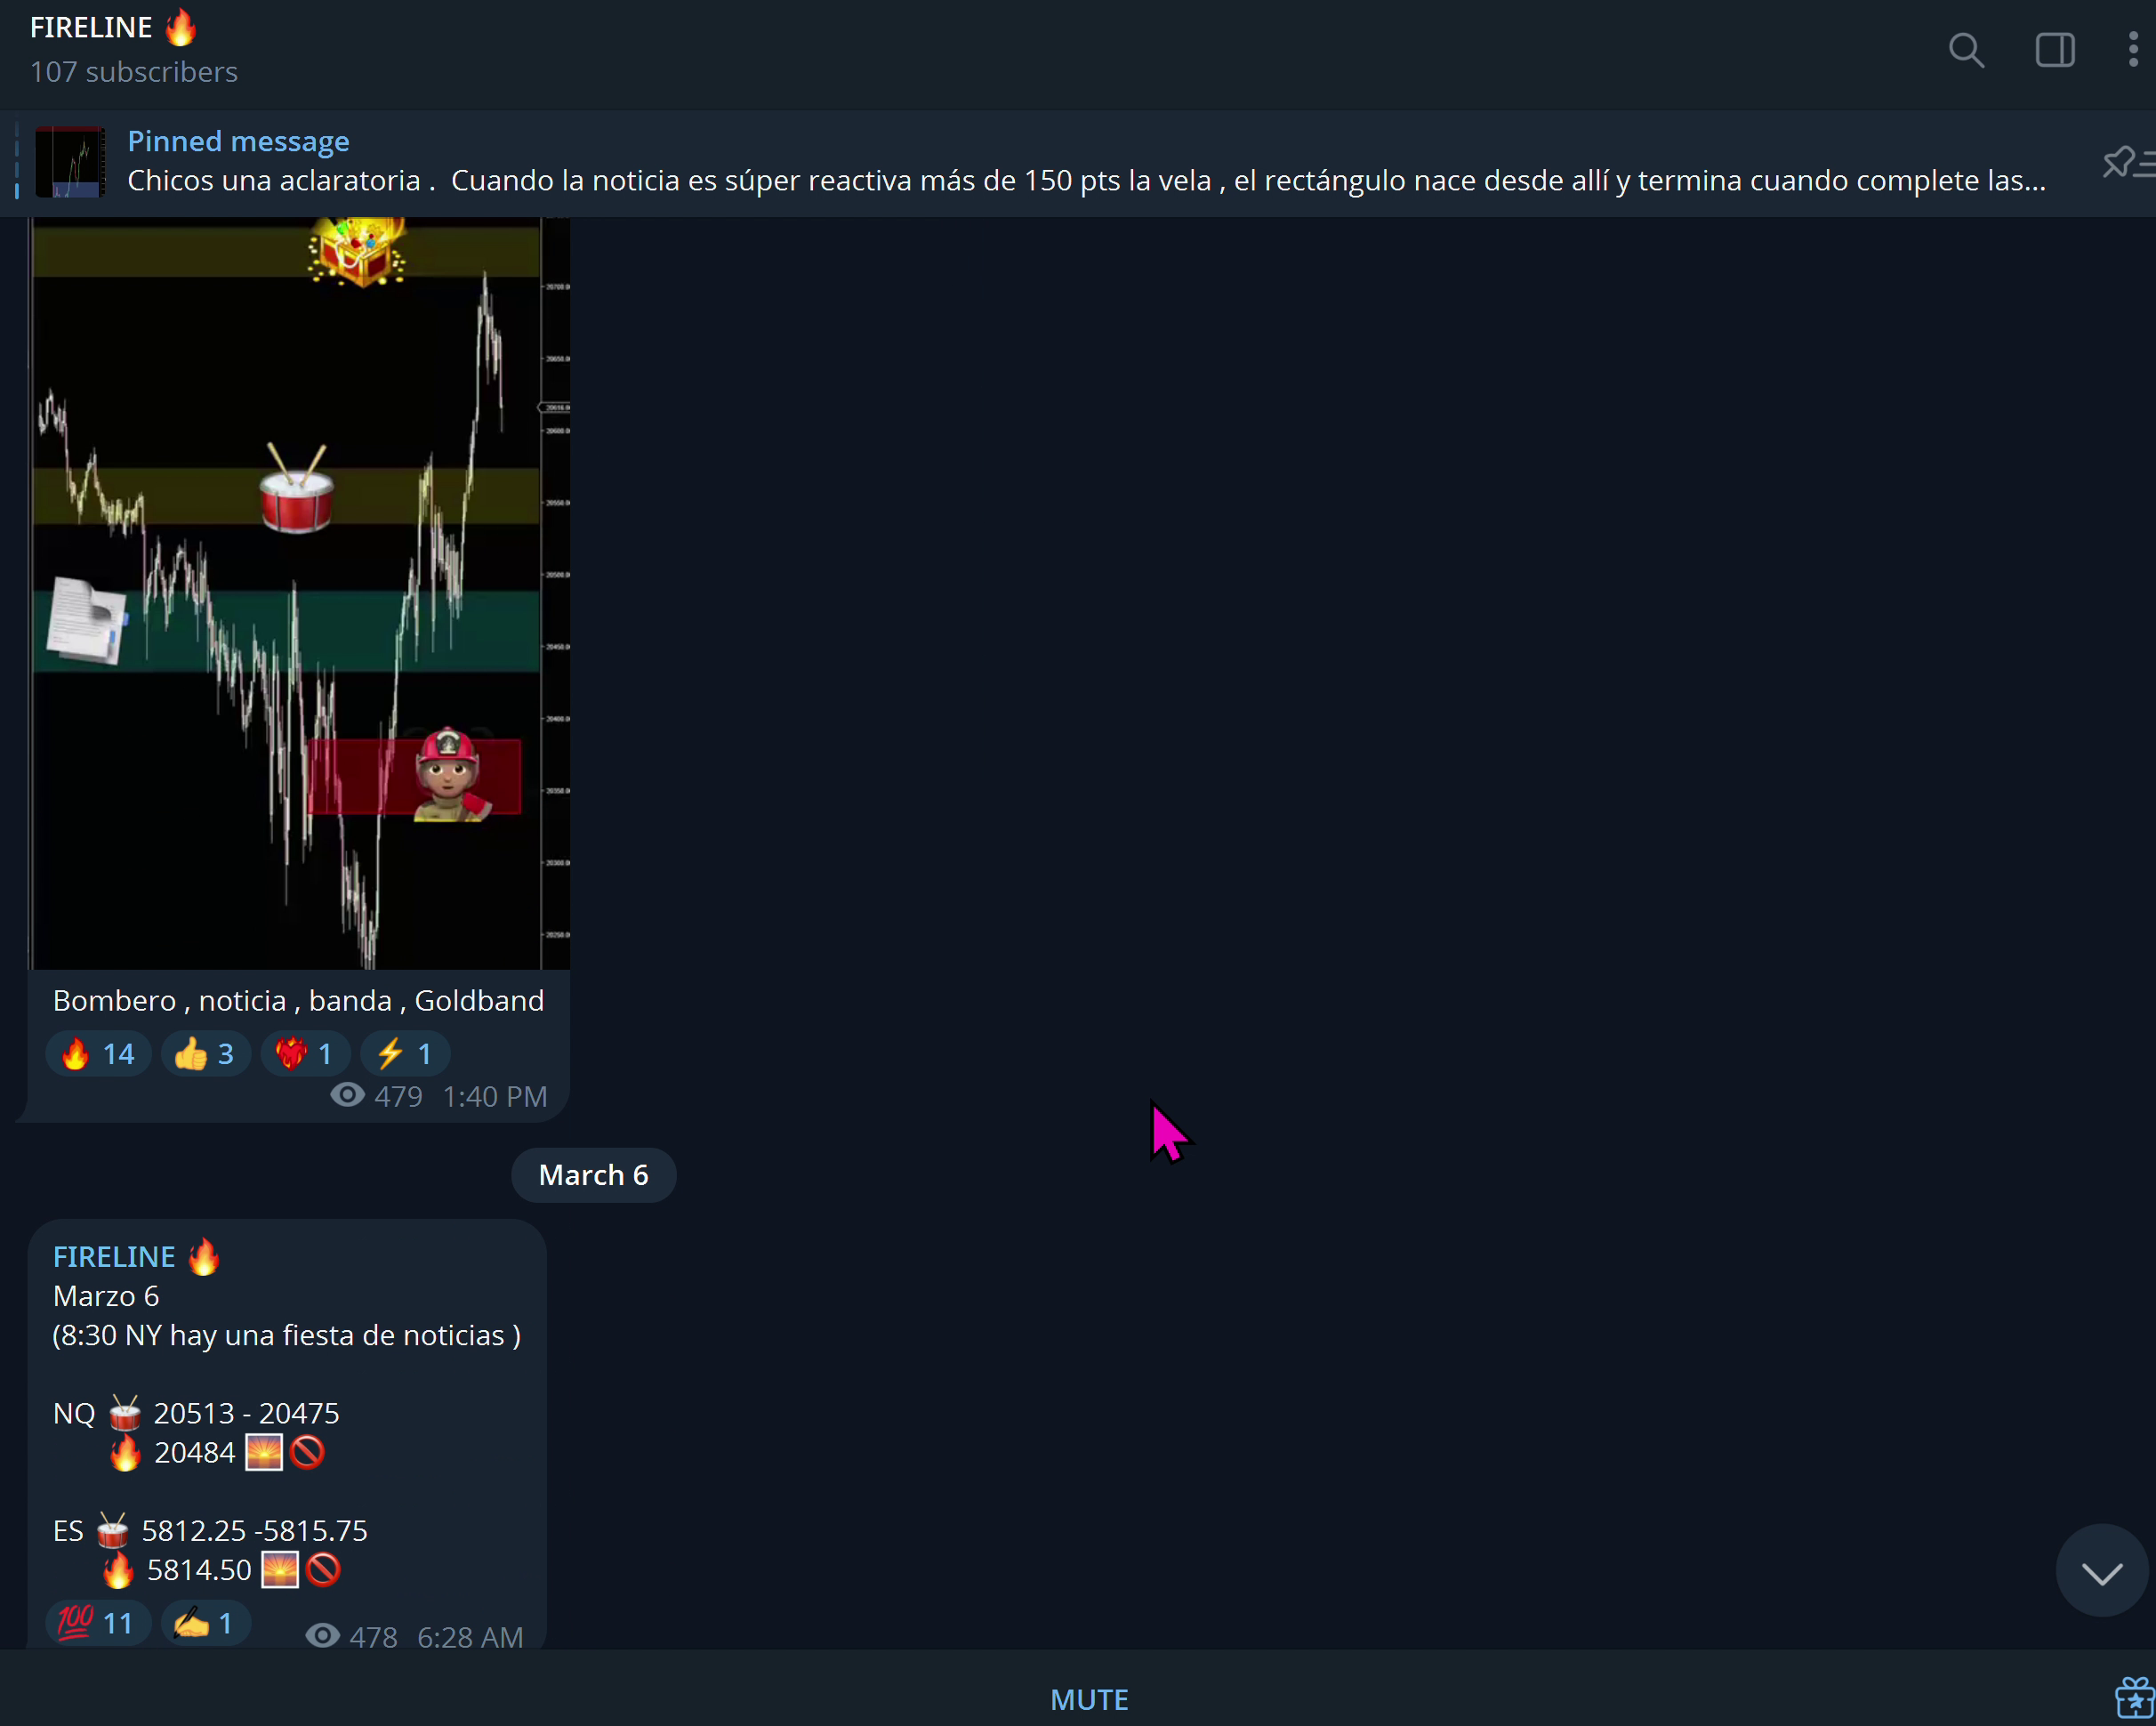 FIRELINE 🔥
107 subscribers
Pinned message
Chicos una aclaratoria . Cuando la noticia es súper reactiva más de 150 pts la vela , el rectángulo nace desde allí y termina cuando complete las...
Bombero , noticia , banda , Goldband
🔥 14 👍 3 ❤️‍🔥 1 ⚡ 1
479 1:40 PM
March 6
FIRELINE 🔥
Marzo 6
(8:30 NY hay una fiesta de noticias )
NQ 🥁 20513 - 20475
🔥 20484 🌅🚫
ES 🥁 5812.25 -5815.75
🔥 5814.50 🌅🚫
💯 11 ✍️ 1
478 6:28 AM
MUTE